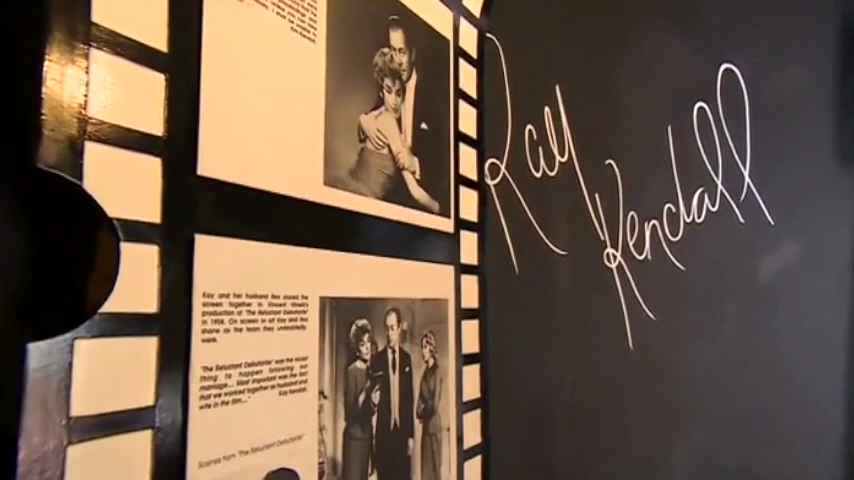 Kay Kendall.
Kay
Kendall
Kay and her husband Rex shared the
screen together in Vincent Minelli's
production of 'The Reluctant Debutante'
in 1958. On screen or off Kay and Rex
shone as the team they undoubtedly
were.
'The Reluctant Debutante' was the nicest
thing to happen following our
marriage.... Most important was the fact
that we worked together as husband and
wife in the film...."
Kay Kendall.
Scenes from 'The Reluctant Debutante'